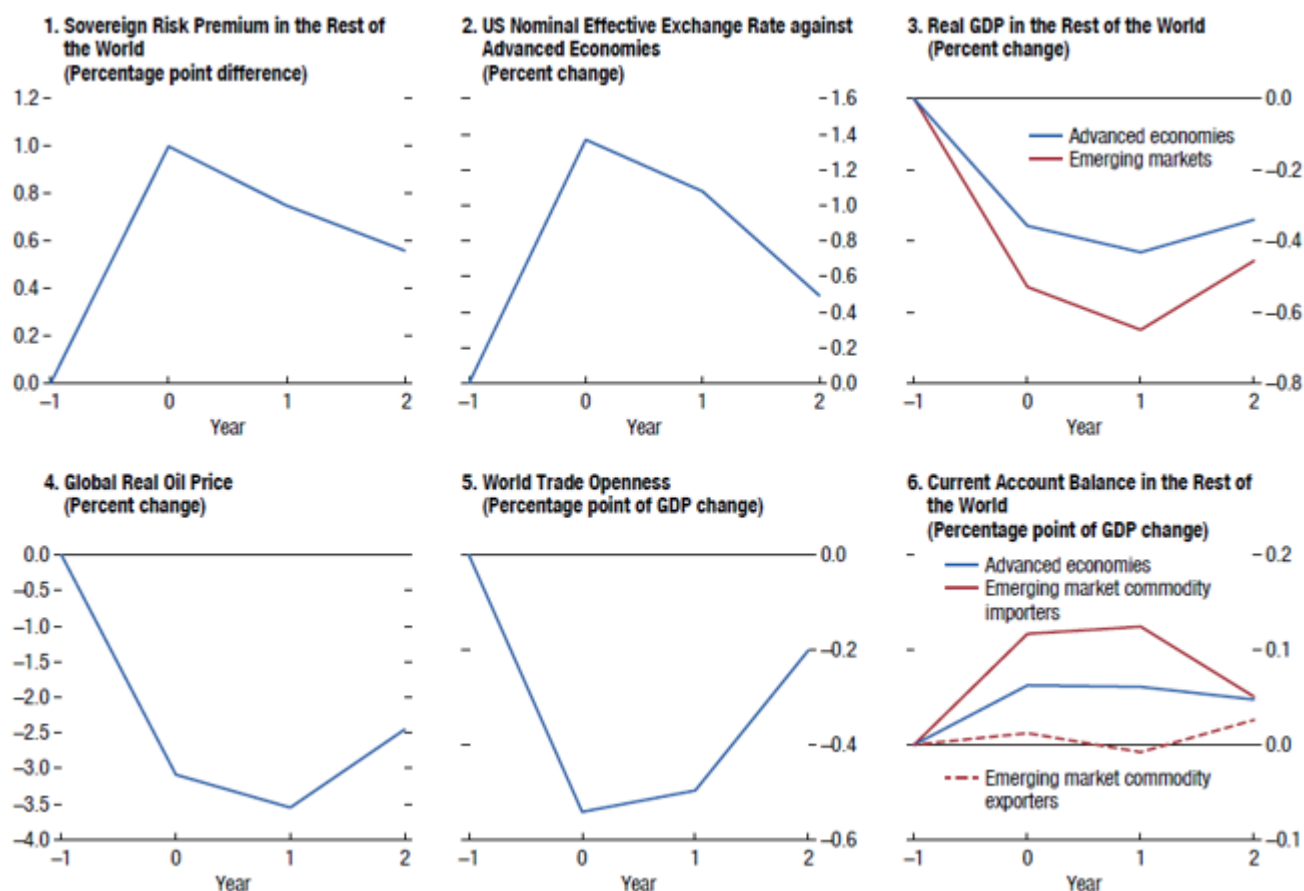 1. Sovereign Risk Premium in the Rest of
the World
(Percentage point difference)
1.2
1.0
0.8
0.6
0.4
0.2
0.0
–1
0
1
2
Year
2. US Nominal Effective Exchange Rate against
Advanced Economies
(Percent change)
1.6
1.4
1.2
1.0
0.8
0.6
0.4
0.2
0.0
–1
0
1
2
Year
3. Real GDP in the Rest of the World
(Percent change)
Advanced economies
Emerging markets
0.0
–0.2
–0.4
–0.6
–0.8
–1
0
1
2
Year
4. Global Real Oil Price
(Percent change)
0.0
–0.5
–1.0
–1.5
–2.0
–2.5
–3.0
–3.5
–4.0
–1
0
1
2
Year
5. World Trade Openness
(Percentage point of GDP change)
0.0
–0.2
–0.4
–0.6
–1
0
1
2
Year
6. Current Account Balance in the Rest of
the World
(Percentage point of GDP change)
Advanced economies
Emerging market commodity
importers
Emerging market commodity
exporters
0.2
0.1
0.0
–0.1
–1
0
1
2
Year